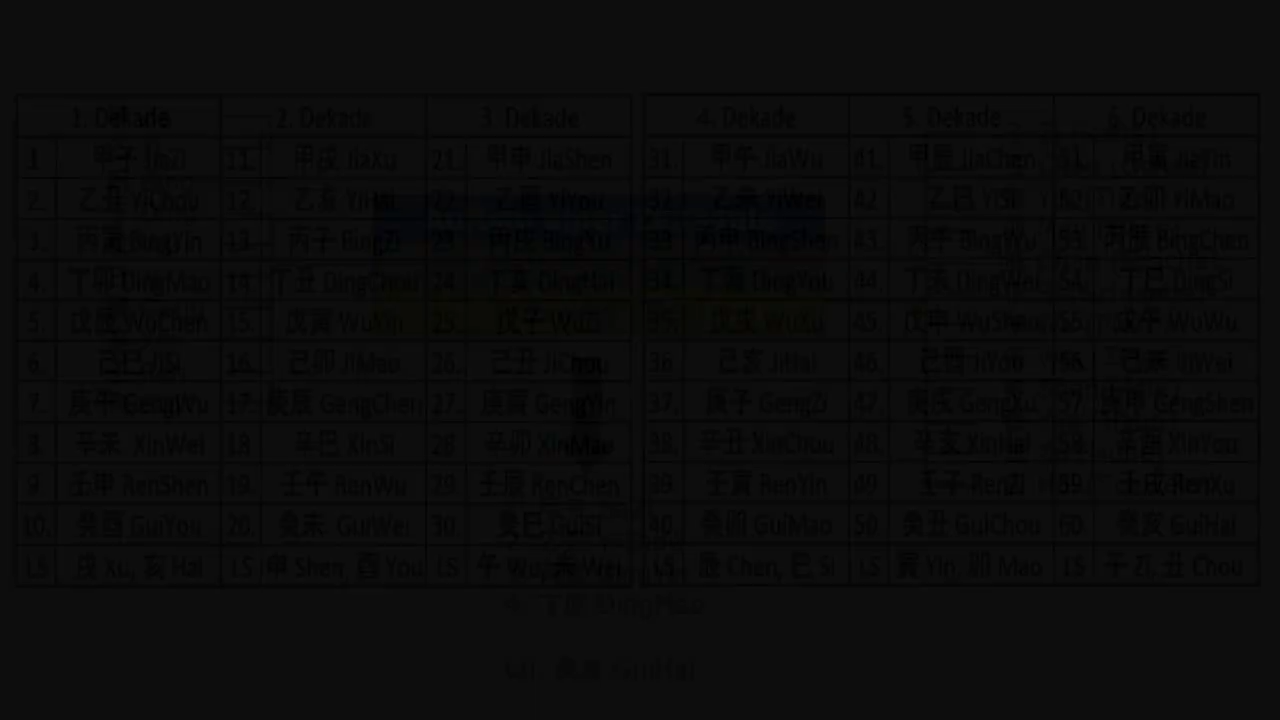 1. Dekade 2. Dekade 3. Dekade 4. Dekade 5. Dekade 6. Dekade
1. 甲子 JiaZi 11. 甲戌 JiaXu 21. 甲申 JiaShen 31. 甲午 JiaWu 41. 甲辰 JiaChen 51. 甲寅 JiaYin
2. 乙丑 YiChou 12. 乙亥 YiHai 22. 乙酉 YiYou 32. 乙未 YiWei 42. 乙巳 YiSi 52. 乙卯 YiMao
3. 丙寅 BingYin 13. 丙子 BingZi 23. 丙戌 BingXu 33. 丙申 BingShen 43. 丙午 BingWu 53. 丙辰 BingChen
4. 丁卯 DingMao 14. 丁丑 DingChou 24. 丁亥 DingHai 34. 丁酉 DingYou 44. 丁未 DingWei 54. 丁巳 DingSi
5. 戊辰 WuChen 15. 戊寅 WuYin 25. 戊子 WuZi 35. 戊戌 WuXu 45. 戊申 WuShen 55. 戊午 WuWu
6. 己巳 JiSi 16. 己卯 JiMao 26. 己丑 JiChou 36. 己亥 JiHai 46. 己酉 JiYou 56. 己未 JiWei
7. 庚午 GengWu 17. 庚辰 GengChen 27. 庚寅 GengYin 37. 庚子 GengZi 47. 庚戌 GengXu 57. 庚申 GengShen
8. 辛未 XinWei 18. 辛巳 XinSi 28. 辛卯 XinMao 38. 辛丑 XinChou 48. 辛亥 XinHai 58. 辛酉 XinYou
9. 壬申 RenShen 19. 壬午 RenWu 29. 壬辰 RenChen 39. 壬寅 RenYin 49. 壬子 RenZi 59. 壬戌 RenXu
10. 癸酉 GuiYou 20. 癸未 GuiWei 30. 癸巳 GuiSi 40. 癸卯 GuiMao 50. 癸丑 GuiChou 60. 癸亥 GuiHai
LS 戌 Xu, 亥 Hai LS 申 Shen, 酉 You LS 午 Wu, 未 Wei LS 辰 Chen, 巳 Si LS 寅 Yin, 卯 Mao LS 子 Zi, 丑 Chou
4. 丁卯 DingMao
60. 癸亥 GuiHai